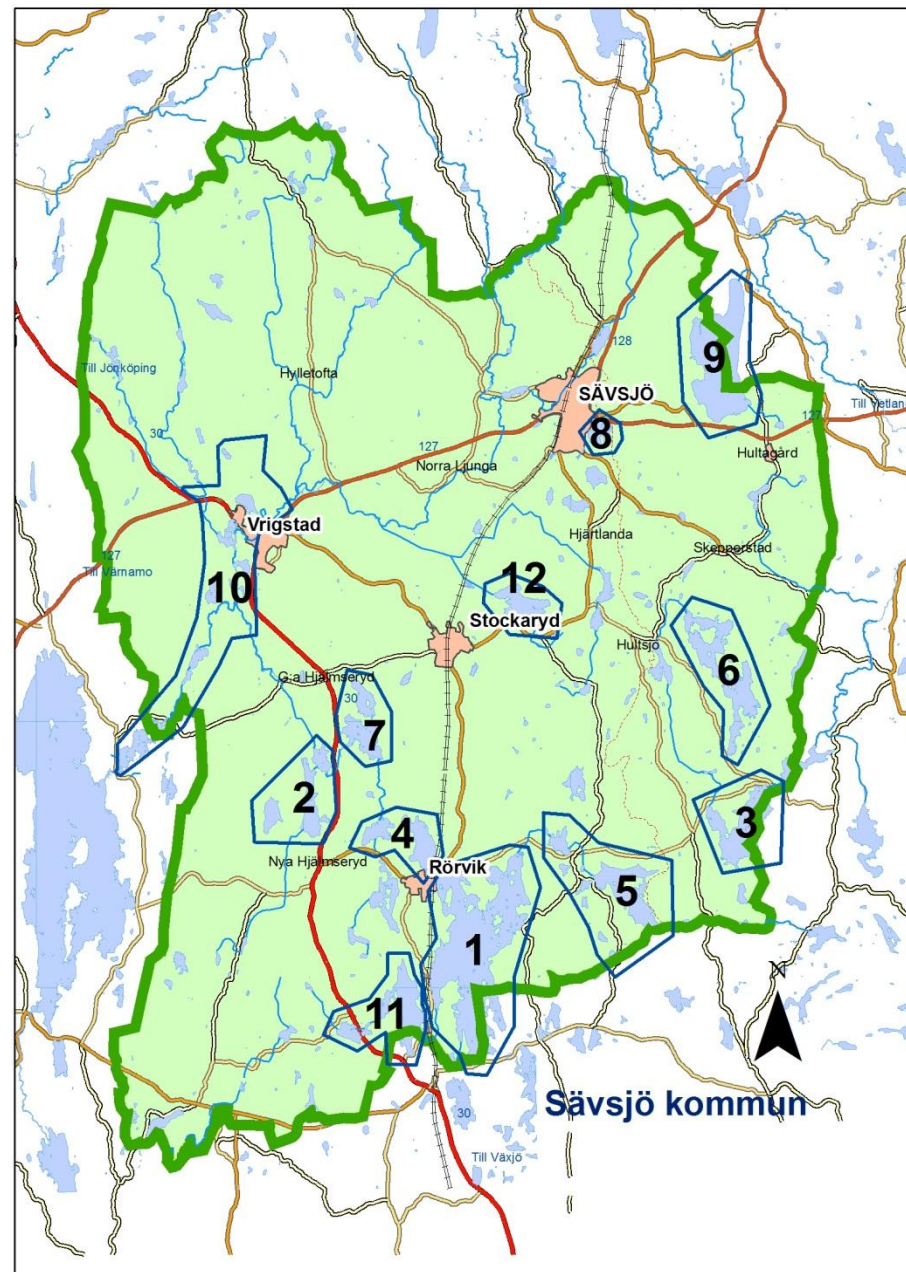 9
Till Jönköping
128
Hylletofta
SÄVSJÖ
Till Vetlan
127
30
8
127
Norra Ljunga
Hultagård
Vrigstad
Hjärtlanda
Skepperstad
127
Till Värnamo
10
12
Stockaryd
Hultsjö
6
G:a Hjälmseryd
30
7
2
3
4
Nya Hjälmseryd
Rörvik
5
1
N
11
Sävsjö kommun
30
Till Växjö